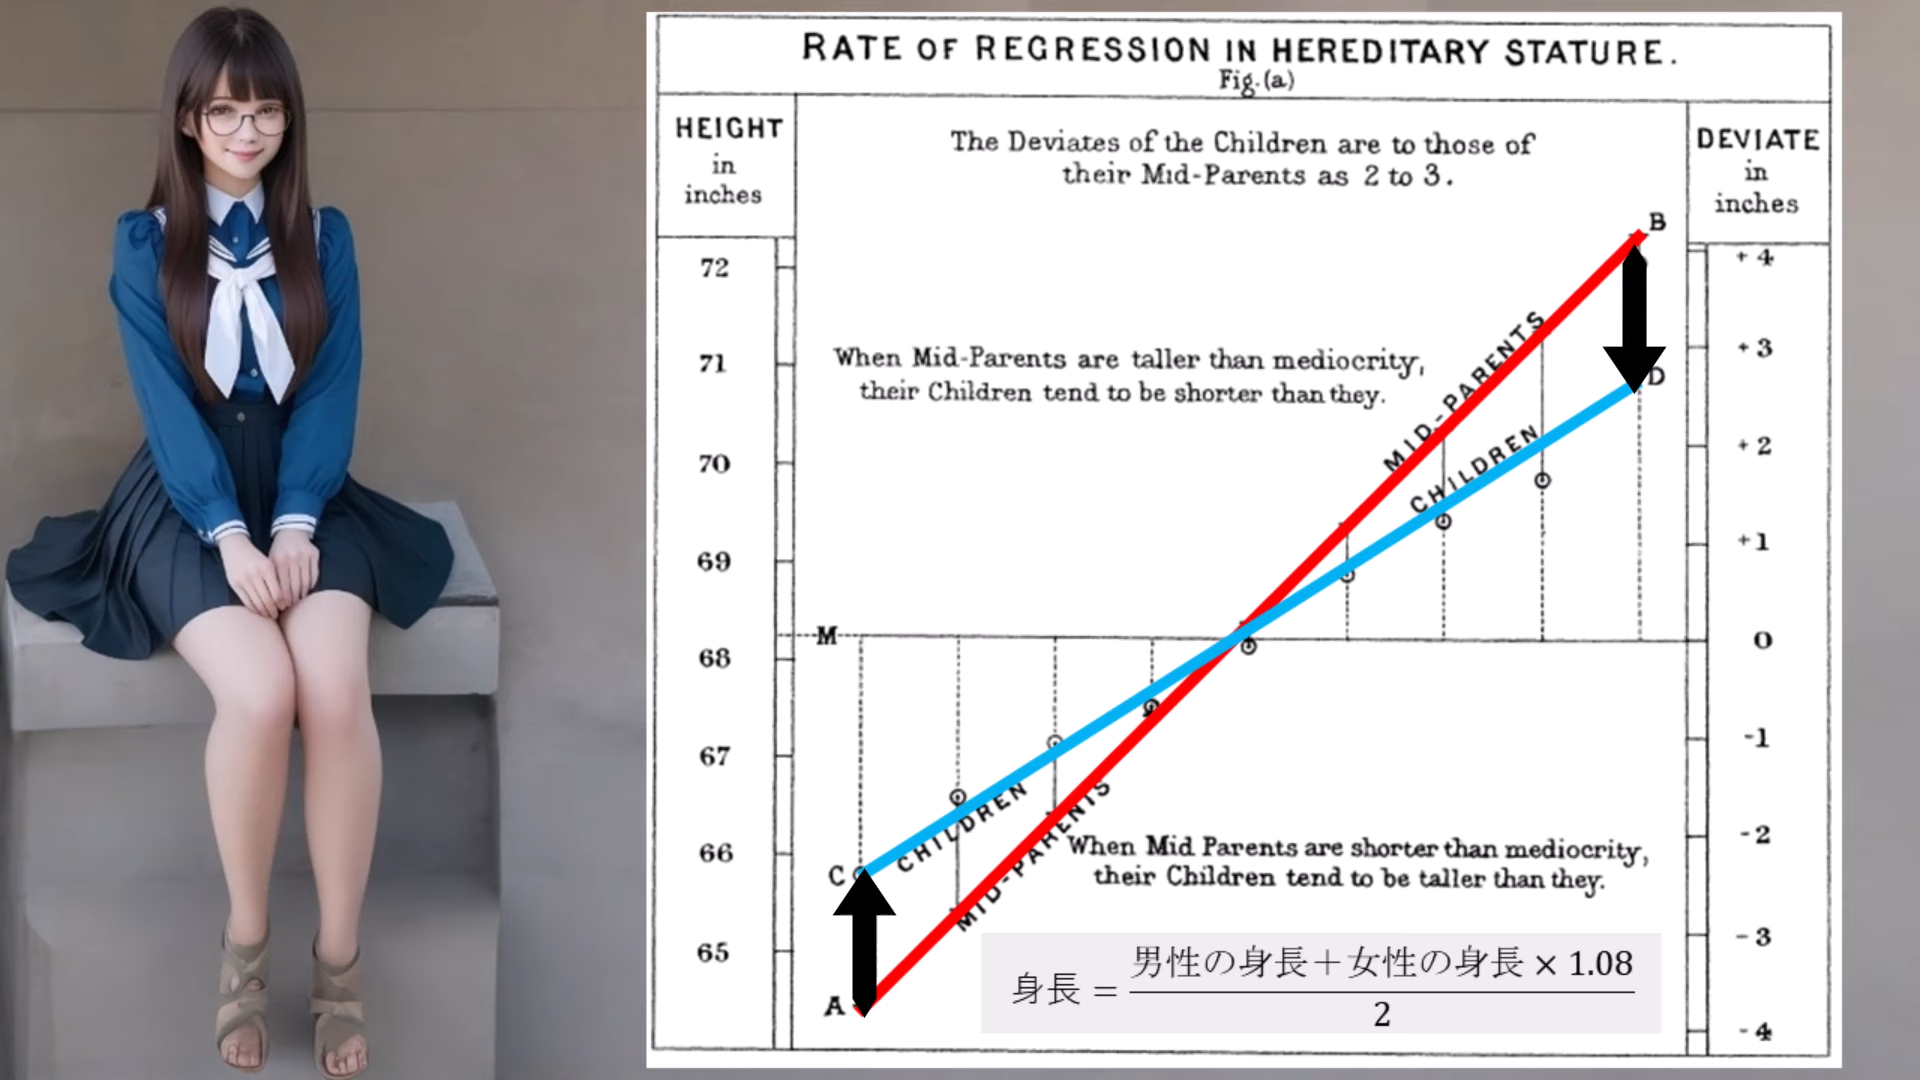 RATE OF REGRESSION IN HEREDITARY STATURE.
Fig.(a)
HEIGHT
in
inches
The Deviates of the Children are to those of
their Mid-Parents as 2 to 3.
DEVIATE
in
inches
B
72
+4
MID-PARENTS
+3
When Mid-Parents are taller than mediocrity,
their Children tend to be shorter than they.
71
D
CHILDREN
+2
70
+1
69
M
0
68
-1
67
CHILDREN
MID-PARENTS
-2
When Mid Parents are shorter than mediocrity,
their Children tend to be taller than they.
66
C
-3
65
A
身長 = 男性の身長+女性の身長 × 1.08
2
-4